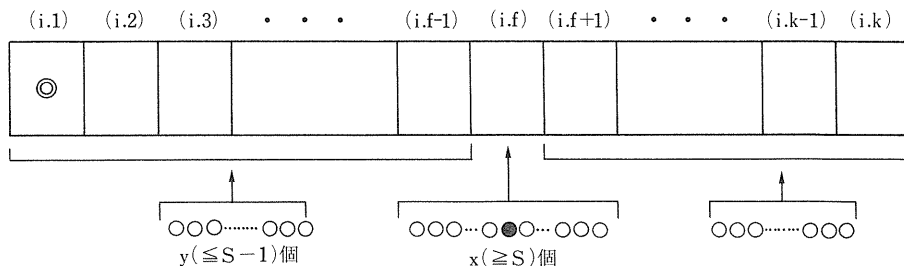 (i.1) (i.2) (i.3) ・ ・ ・ (i.f-1) (i.f) (i.f+1) ・ ・ ・ (i.k-1) (i.k)
y(≦S-1)個 x(≧S)個